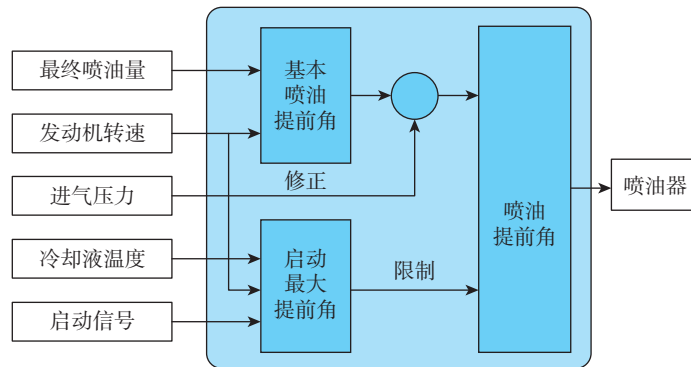 最终喷油量
发动机转速
进气压力
冷却液温度
启动信号
基本
喷油
提前角
修正
启动
最大
提前角
限制
喷油
提前角
喷油器